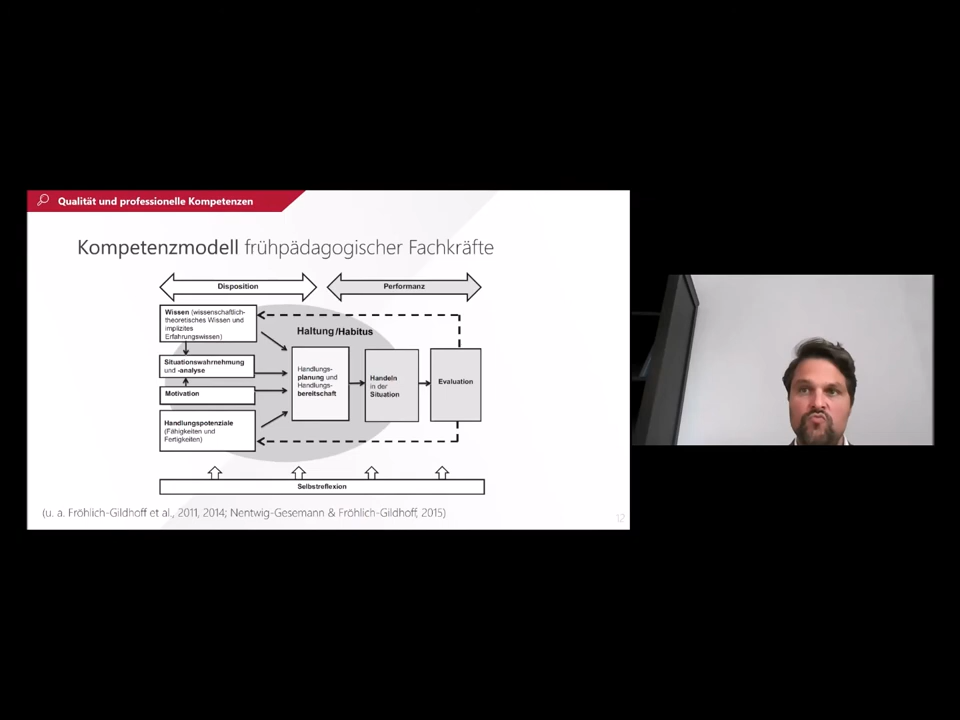 Qualität und professionelle Kompetenzen
Kompetenzmodell frühpädagogischer Fachkräfte
Disposition
Performanz
Wissen (wissenschaftlich-
theoretisches Wissen und
implizites
Erfahrungswissen)
Haltung/Habitus
Situationswahrnehmung
und -analyse
Motivation
Handlungspotenziale
(Fähigkeiten und
Fertigkeiten)
Handlungs-
planung und
Handlungs-
bereitschaft
Handeln
in der
Situation
Evaluation
Selbstreflexion
(u. a. Fröhlich-Gildhoff et al., 2011, 2014; Nentwig-Gesemann & Fröhlich-Gildhoff, 2015)
12